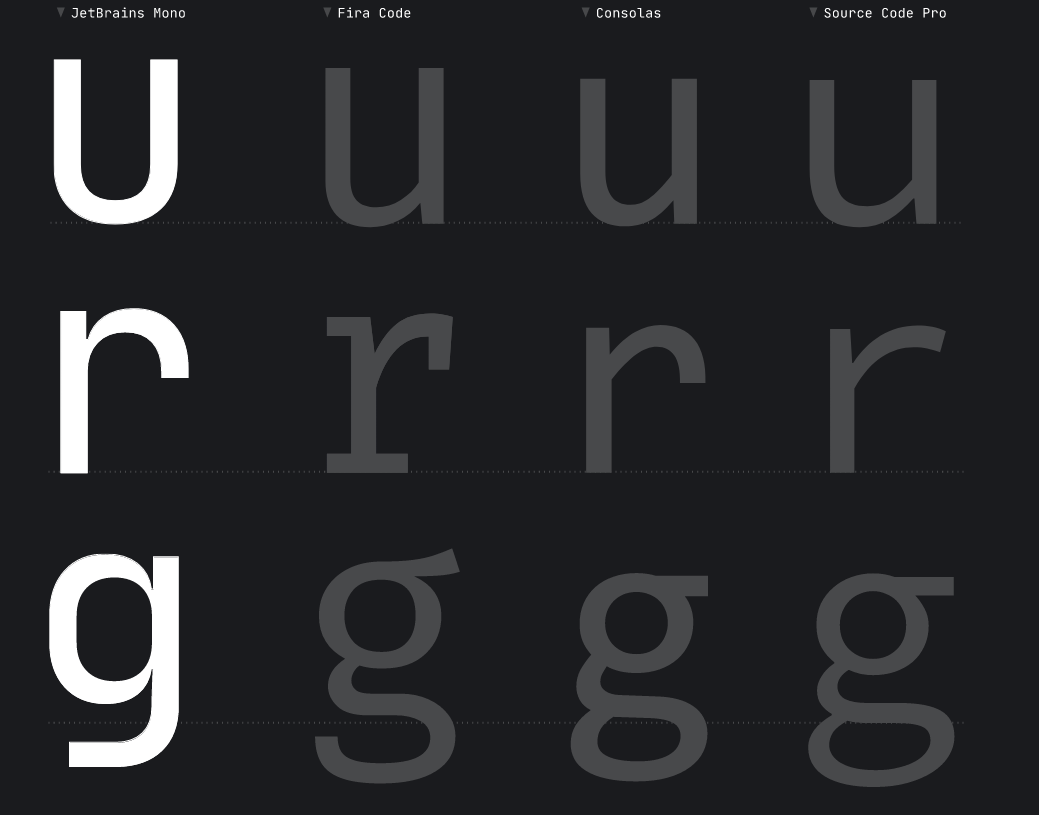 JetBrains Mono Fira Code Consolas Source Code Pro
u u u u
r r r r
g g g g